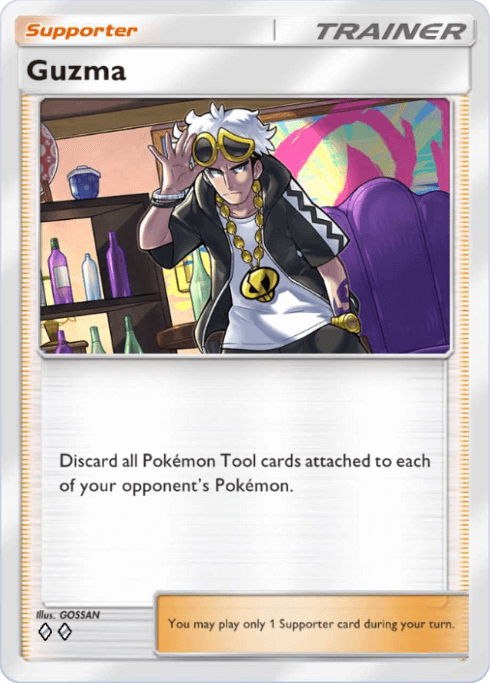 Supporter
TRAINER
Guzma
Discard all Pokémon Tool cards attached to each
of your opponent's Pokémon.
Illus. GOSSAN
You may play only 1 Supporter card during your turn.